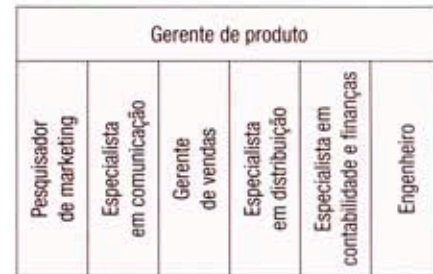 Gerente de produto
Pesquisador
de marketing
Especialista
em comunicação
Gerente
de vendas
Especialista
em distribuição
Especialista em
contabilidade e finanças
Engenheiro